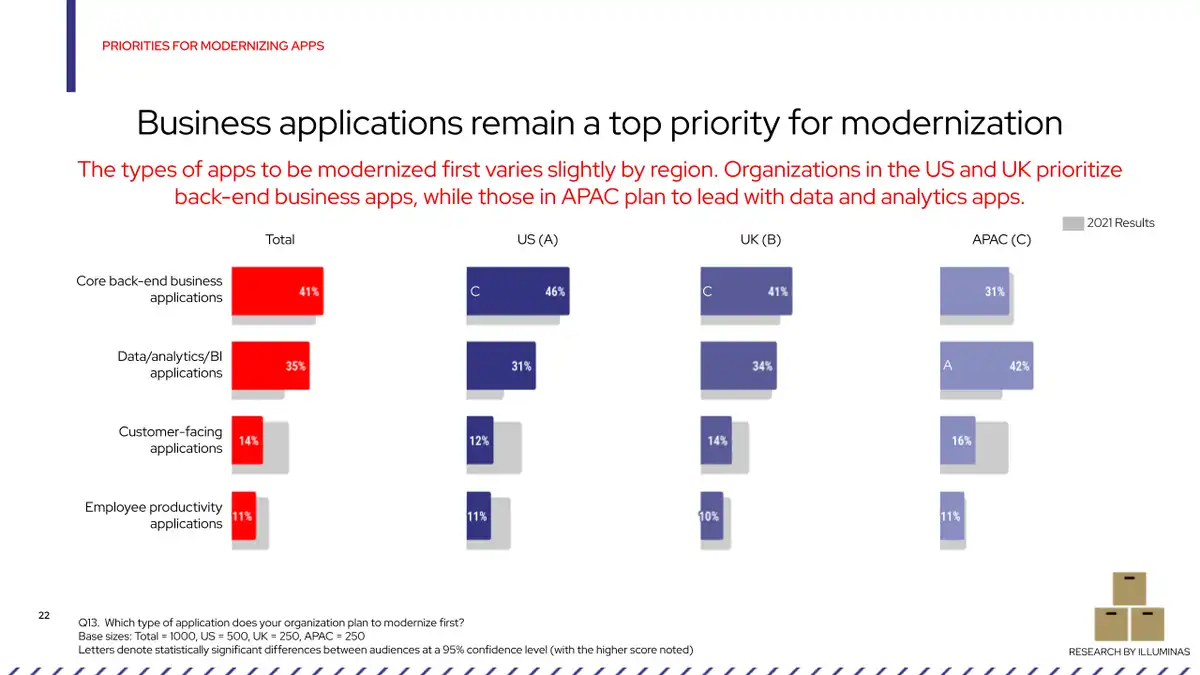 PRIORITIES FOR MODERNIZING APPS
Business applications remain a top priority for modernization
The types of apps to be modernized first varies slightly by region. Organizations in the US and UK prioritize
back-end business apps, while those in APAC plan to lead with data and analytics apps.
2021 Results
Total
US (A)
UK (B)
APAC (C)
Core back-end business
applications
41%
C 46%
C 41%
31%
Data/analytics/BI
applications
35%
31%
34%
A 42%
Customer-facing
applications
14%
12%
14%
16%
Employee productivity
applications
11%
11%
10%
11%
22
Q13. Which type of application does your organization plan to modernize first?
Base sizes: Total = 1000, US = 500, UK = 250, APAC = 250
Letters denote statistically significant differences between audiences at a 95% confidence level (with the higher score noted)
RESEARCH BY ILLUMINAS